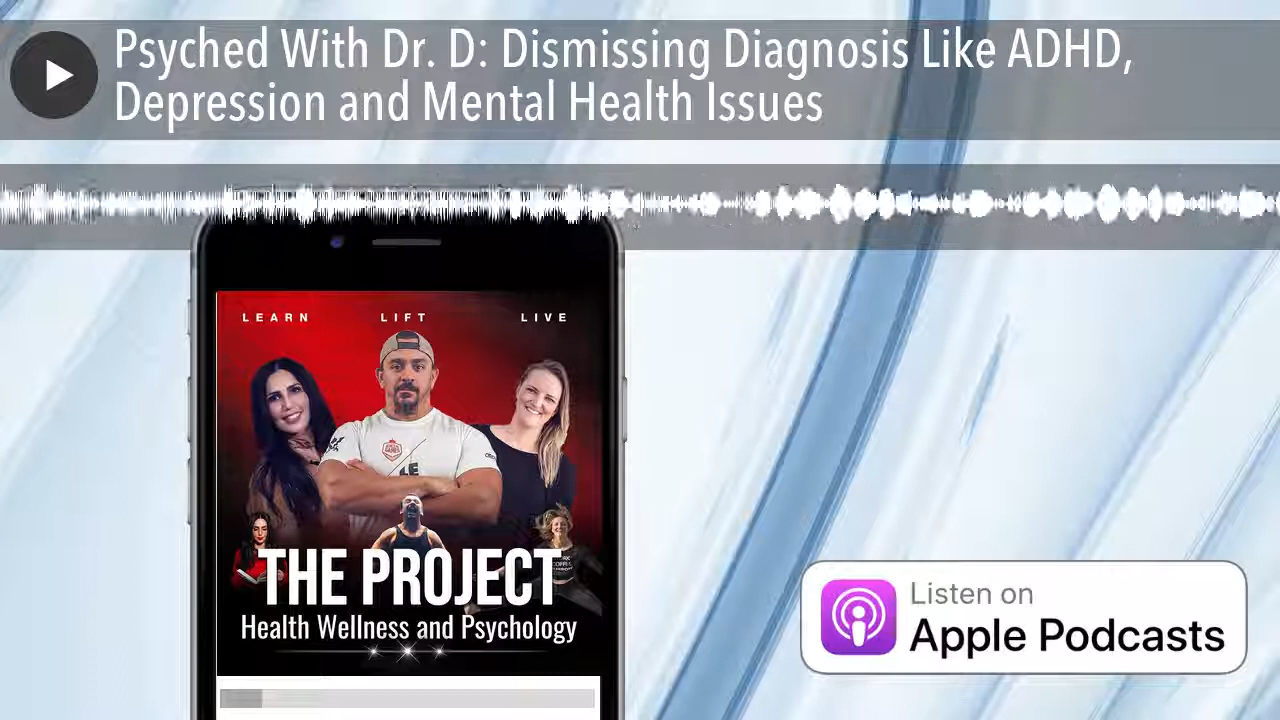 Psyched With Dr. D: Dismissing Diagnosis Like ADHD,
Depression and Mental Health Issues
LEARN LIFT LIVE
THE PROJECT
Health Wellness and Psychology
Listen on
Apple Podcasts